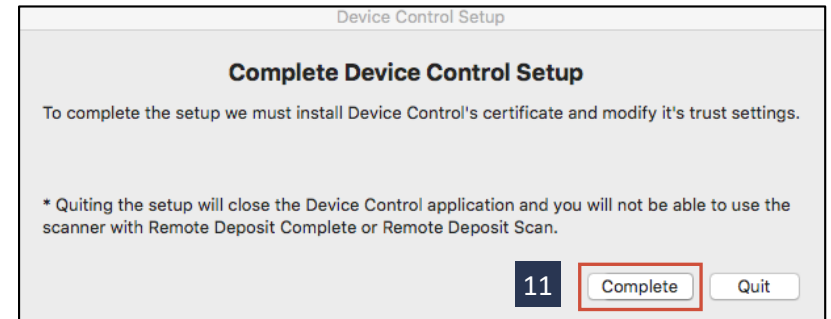 Device Control Setup
Complete Device Control Setup
To complete the setup we must install Device Control's certificate and modify it's trust settings.
* Quiting the setup will close the Device Control application and you will not be able to use the
scanner with Remote Deposit Complete or Remote Deposit Scan.
11 Complete Quit